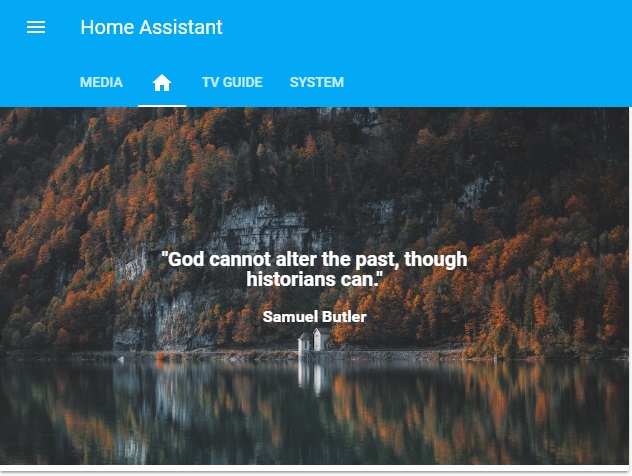 Home Assistant
MEDIA TV GUIDE SYSTEM
"God cannot alter the past, though
historians can."
Samuel Butler